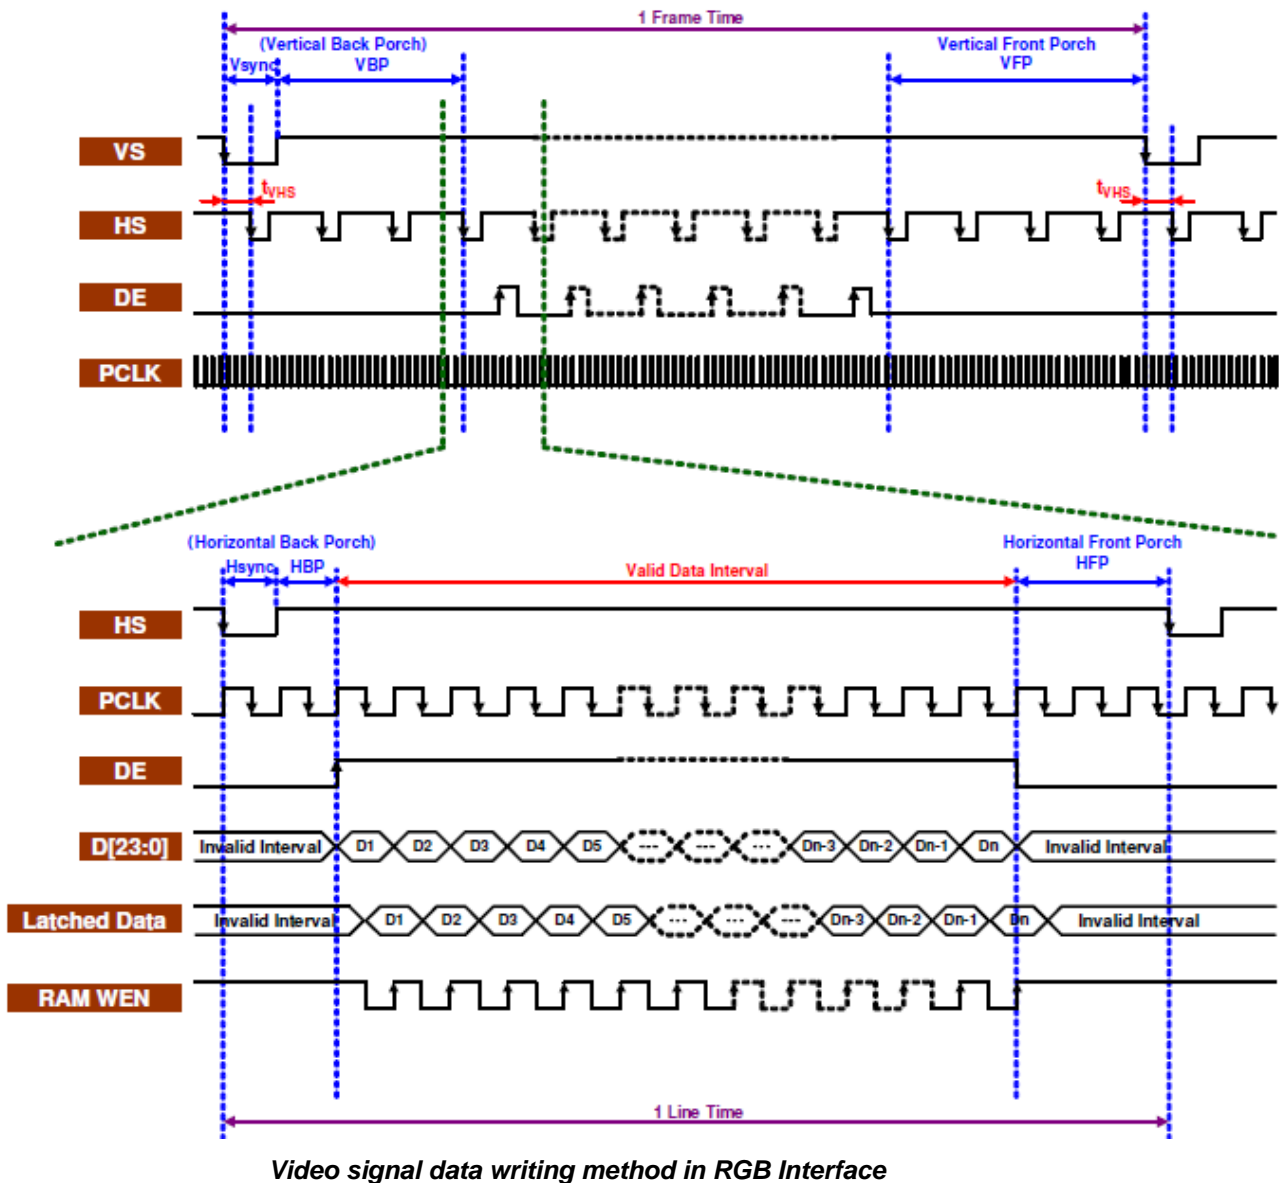 1 Frame Time
(Vertical Back Porch)
Vertical Front Porch
Vsync VBP VFP
VS
tVHS tVHS
HS
DE
PCLK
(Horizontal Back Porch)
Horizontal Front Porch
Hsync HBP Valid Data Interval HFP
HS
PCLK
DE
D[23:0] Invalid Interval D1 D2 D3 D4 D5 --- --- --- Dn-3 Dn-2 Dn-1 Dn Invalid Interval
Latched Data Invalid Interval D1 D2 D3 D4 D5 --- --- --- Dn-3 Dn-2 Dn-1 Dn Invalid Interval
RAM WEN
1 Line Time
Video signal data writing method in RGB Interface